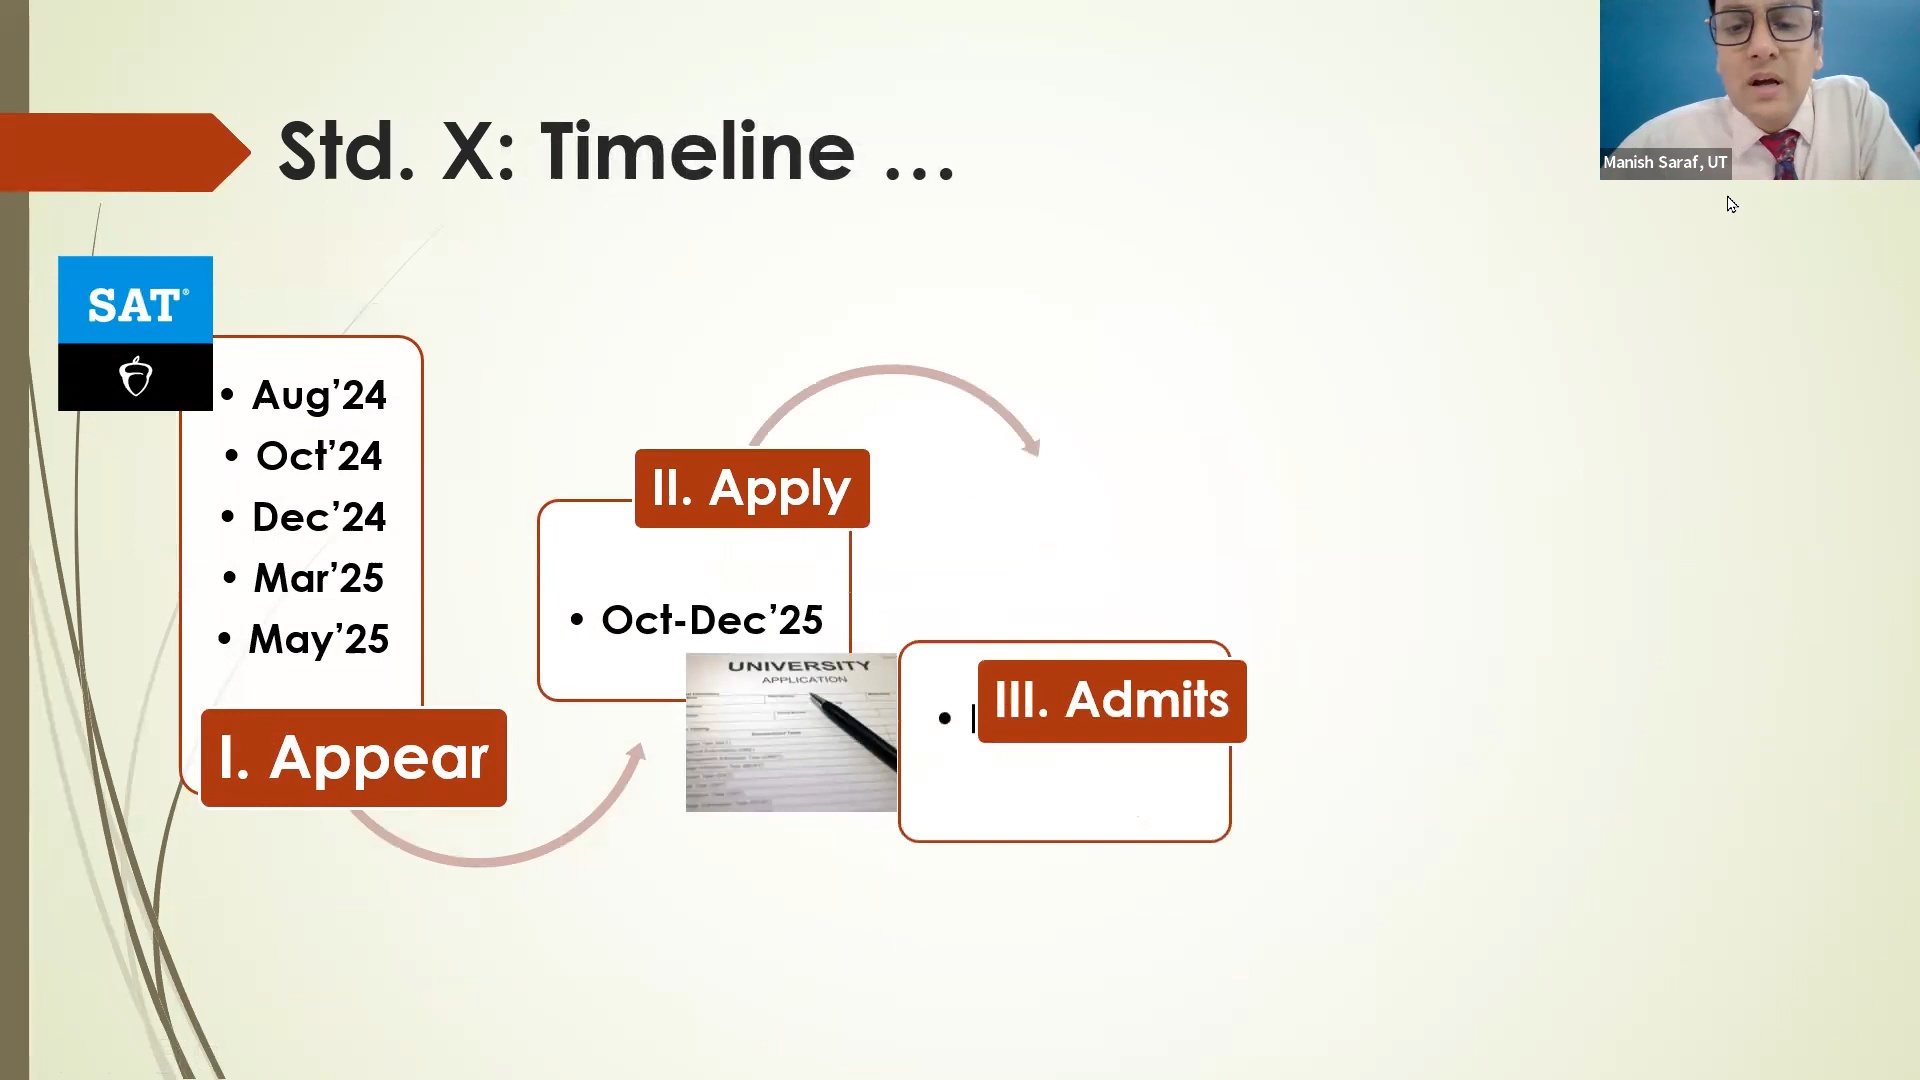 Std. X: Timeline ...
Manish Saraf, UT
SAT®
• Aug’24
• Oct’24
• Dec’24
• Mar’25
• May’25
I. Appear
II. Apply
• Oct-Dec’25
UNIVERSITY
APPLICATION
III. Admits